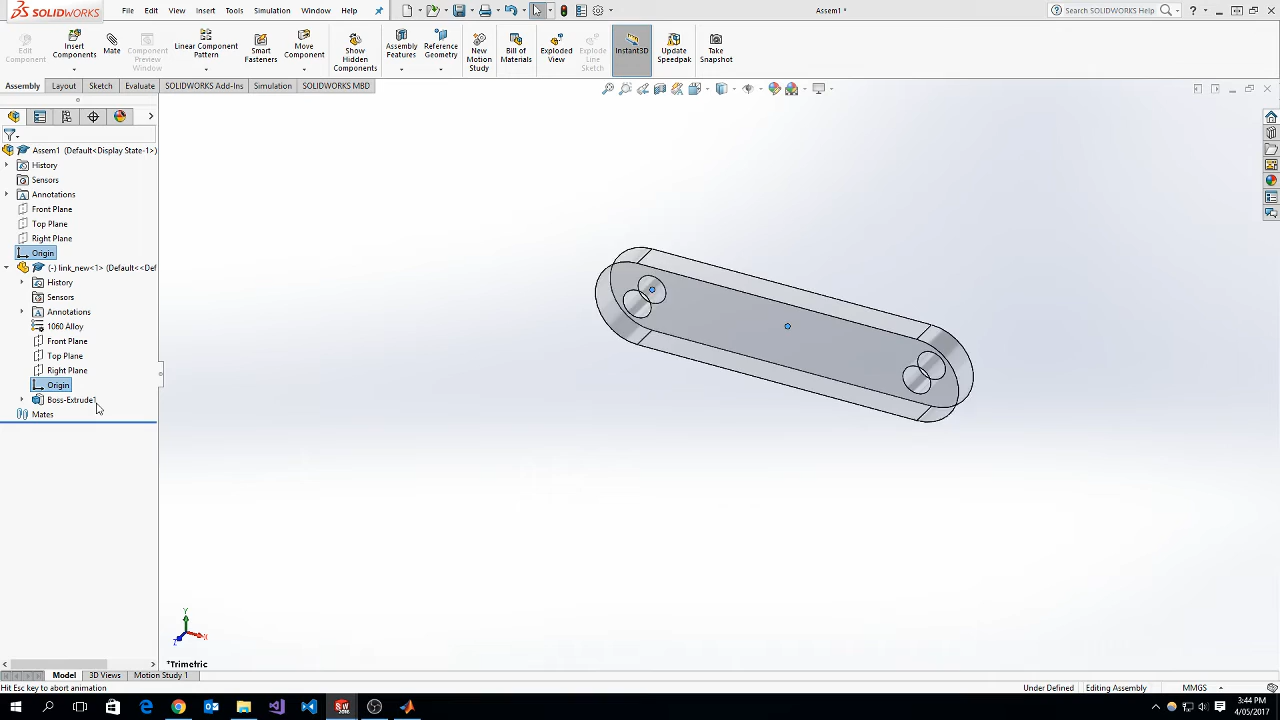 SOLIDWORKS File Edit View Insert Tools Simulation Window Help Assem1 * Search SOLIDWORKS Help
Edit Component
Insert Components
Mate
Component Preview Window
Linear Component Pattern
Smart Fasteners
Move Component
Show Hidden Components
Assembly Features
Reference Geometry
New Motion Study
Bill of Materials
Exploded View
Explode Line Sketch
Instant3D
Update Speedpak
Take Snapshot
Assembly Layout Sketch Evaluate SOLIDWORKS Add-Ins Simulation SOLIDWORKS MBD
Assem1 (Default<Display State-1>)
History
Sensors
Annotations
Front Plane
Top Plane
Right Plane
Origin
(-) link_new<1> (Default<<Def
History
Sensors
Annotations
1060 Alloy
Front Plane
Top Plane
Right Plane
Origin
Boss-Extrude1
Mates
Y
X
Z
*Trimetric
Model 3D Views Motion Study 1
Hit Esc key to abort animation Under Defined Editing Assembly MMGS
3:44 PM
4/05/2017